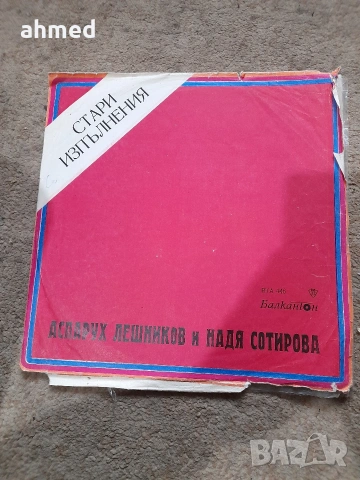 ahmed
СТАРИ
ИЗПЪЛНЕНИЯ
Балкантон
АСПАРУХ ЛЕШНИКОВ и НАДЯ СОТИРОВА
BAZAR